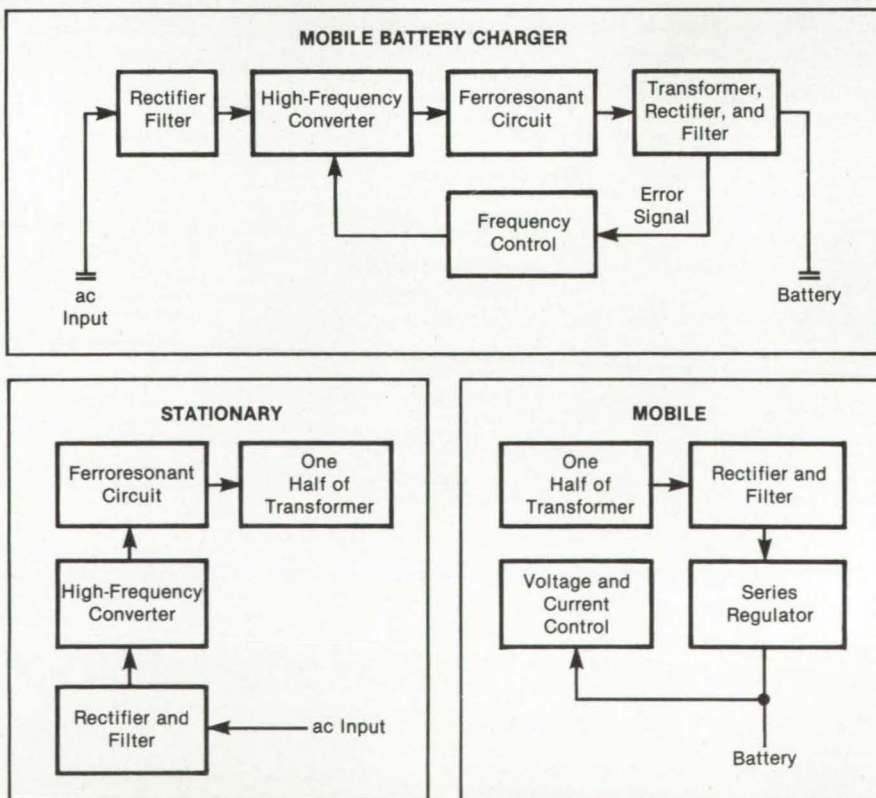 MOBILE BATTERY CHARGER
Rectifier
Filter
High-Frequency
Converter
Ferroresonant
Circuit
Transformer,
Rectifier, and
Filter
Frequency
Control
Error
Signal
ac
Input
Battery
STATIONARY
Ferroresonant
Circuit
One
Half of
Transformer
High-Frequency
Converter
Rectifier and
Filter
ac Input
MOBILE
One
Half of
Transformer
Rectifier and
Filter
Voltage and
Current
Control
Series
Regulator
Battery